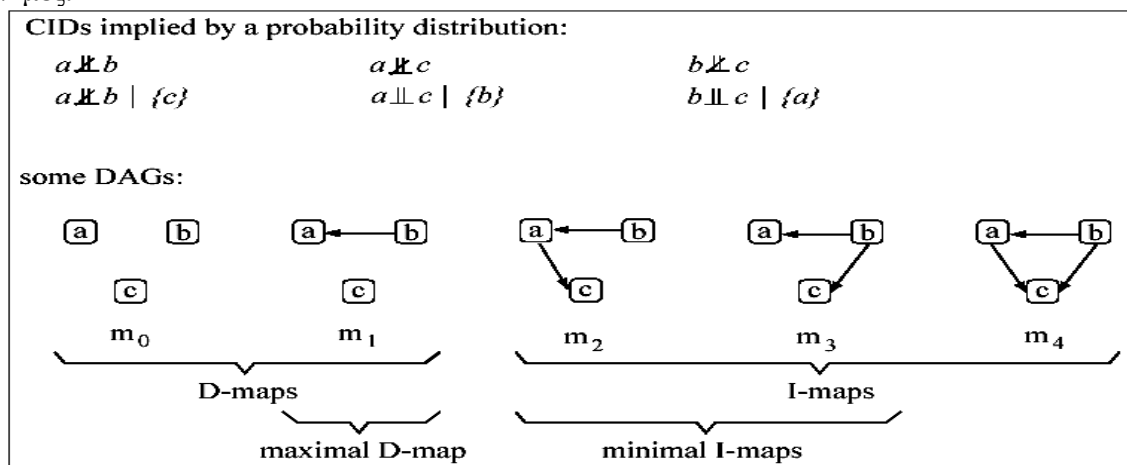 CIDs implied by a probability distribution:
a ⊥̸⊥ b a ⊥̸⊥ c b ⊥̸⊥ c
a ⊥̸⊥ b | {c} a ⊥⊥ c | {b} b ⊥⊥ c | {a}
some DAGs:
a b a b a b a b a b
c c c c c
m₀ m₁ m₂ m₃ m₄
D-maps I-maps
maximal D-map minimal I-maps